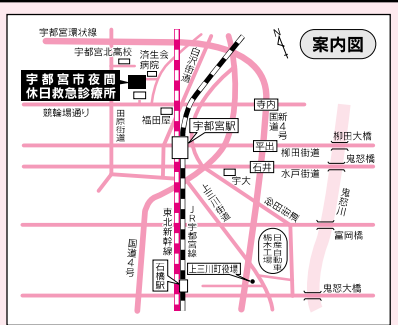 案内図
宇都宮環状線
宇都宮北高校
済生会
病院
白沢街道
N
宇都宮市夜間
休日救急診療所
競輪場通り
田原街道
福田屋
宇都宮駅
寺内
国道4号
平出
柳田大橋
柳田街道
鬼怒橋
石井
水戸街道
宇大
上三川街道
鬼怒川
東北新幹線
JR宇都宮線
国道4号
日産自動車
栃木工場
富岡橋
石橋駅
上三川町役場
鬼怒大橋